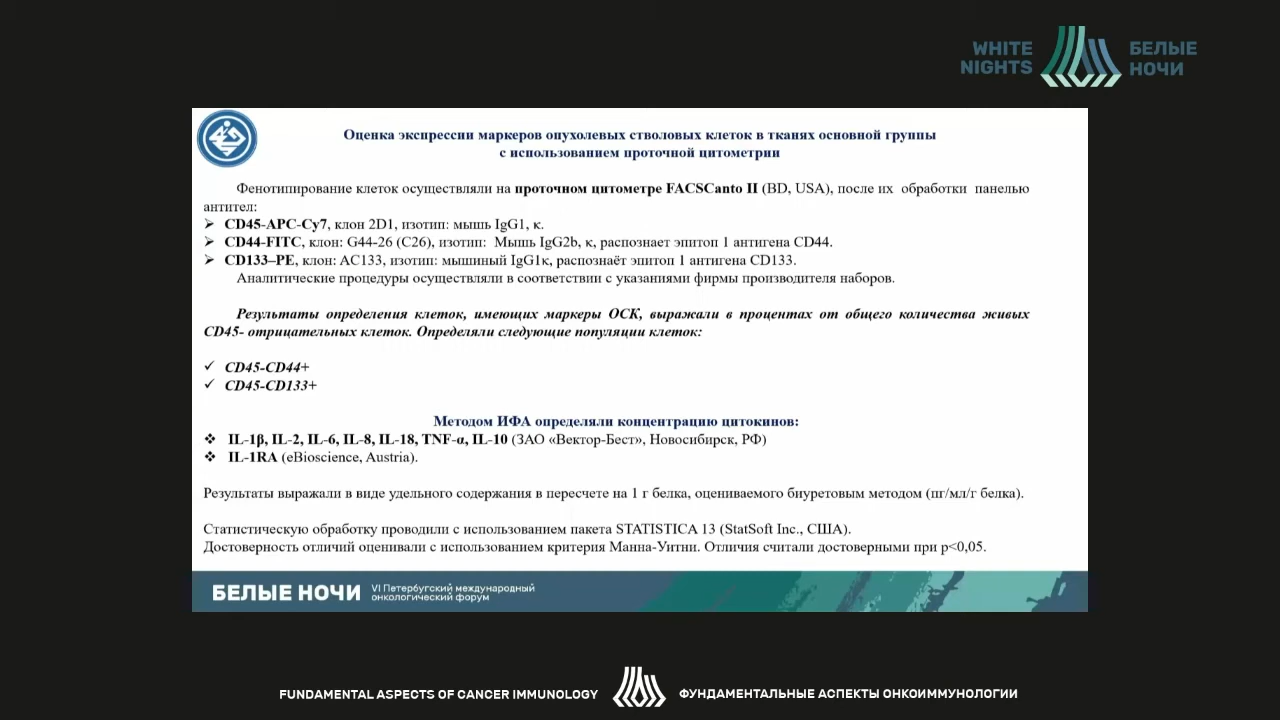 WHITE
NIGHTS
БЕЛЫЕ
НОЧИ
Оценка экспрессии маркеров опухолевых стволовых клеток в тканях основной группы
с использованием проточной цитометрии
Фенотипирование клеток осуществляли на проточном цитометре FACSCanto II (BD, USA), после их обработки панелью
антител:
➢ CD45-APC-Cy7, клон 2D1, изотип: мышь IgG1, κ.
➢ CD44-FITC, клон: G44-26 (C26), изотип: Мышь IgG2b, κ, распознает эпитоп 1 антигена CD44.
➢ CD133–PE, клон: AC133, изотип: мышиный IgG1κ, распознаёт эпитоп 1 антигена CD133.
Аналитические процедуры осуществляли в соответствии с указаниями фирмы производителя наборов.
Результаты определения клеток, имеющих маркеры ОСК, выражали в процентах от общего количества живых
CD45- отрицательных клеток. Определяли следующие популяции клеток:
✓ CD45-CD44+
✓ CD45-CD133+
Методом ИФА определяли концентрацию цитокинов:
❖ IL-1β, IL-2, IL-6, IL-8, IL-18, TNF-α, IL-10 (ЗАО «Вектор-Бест», Новосибирск, РФ)
❖ IL-1RA (eBioscience, Austria).
Результаты выражали в виде удельного содержания в пересчете на 1 г белка, оцениваемого биуретовым методом (пг/мл/г белка).
Статистическую обработку проводили с использованием пакета STATISTICA 13 (StatSoft Inc., США).
Достоверность отличий оценивали с использованием критерия Манна-Уитни. Отличия считали достоверными при p<0,05.
БЕЛЫЕ НОЧИ
VI Петербургский международный
онкологический форум
FUNDAMENTAL ASPECTS OF CANCER IMMUNOLOGY
ФУНДАМЕНТАЛЬНЫЕ АСПЕКТЫ ОНКОИММУНОЛОГИИ